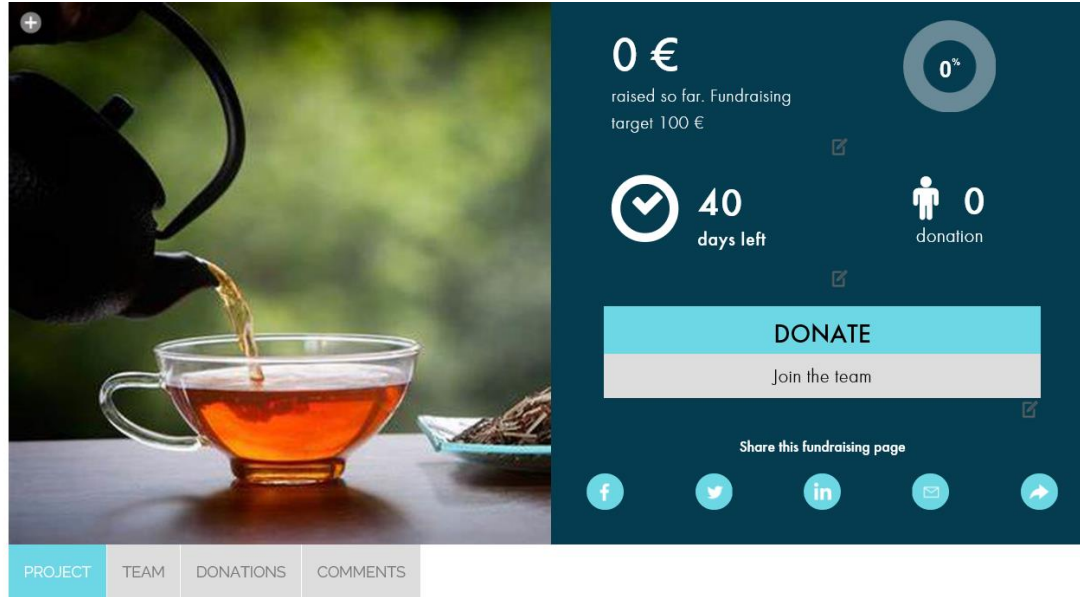 0 €
raised so far. Fundraising
target 100 €
0%
40
days left
0
donation
DONATE
Join the team
Share this fundraising page
PROJECT
TEAM
DONATIONS
COMMENTS